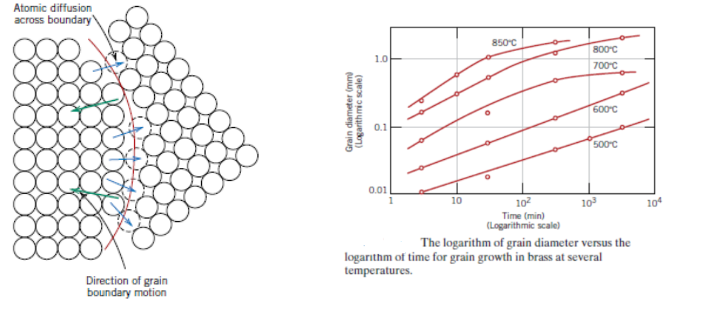 Atomic diffusion
across boundary
Direction of grain
boundary motion
Grain diameter (mm)
(Logarithmic scale)
1.0
0.1
0.01
850°C
800°C
700°C
600°C
500°C
1
10
10²
10³
10⁴
Time (min)
(Logarithmic scale)
The logarithm of grain diameter versus the
logarithm of time for grain growth in brass at several
temperatures.